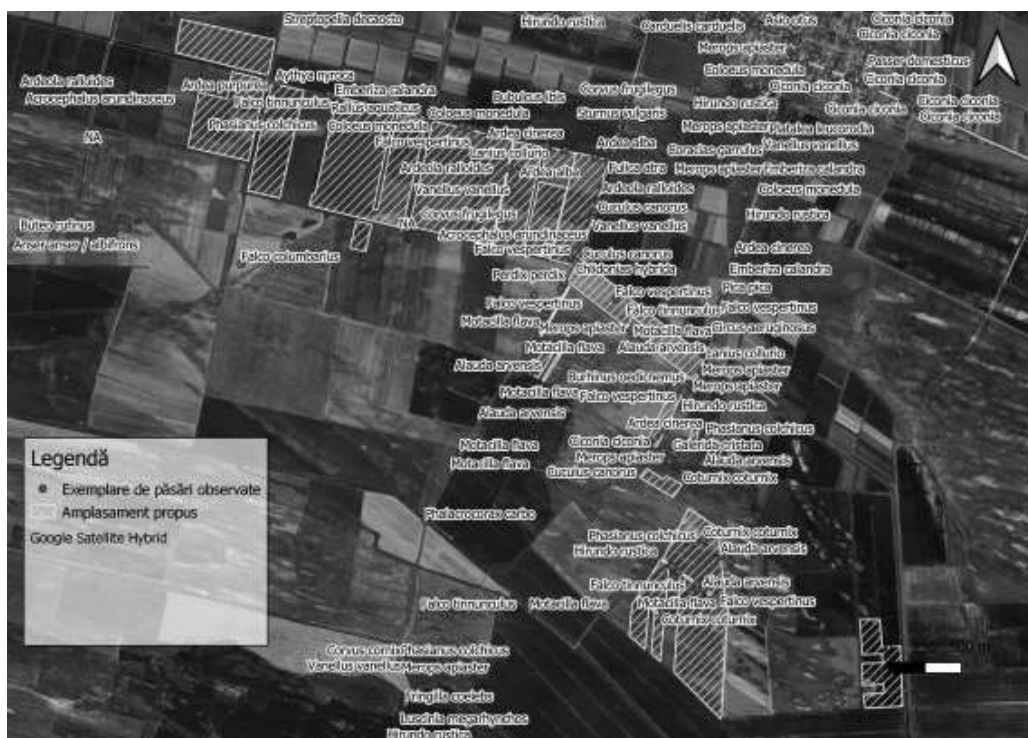 Streptopelia decaocto
Hirundo rustica
Carduelis carduelis
Asio otus
Ciconia ciconia
Ciconia ciconia
Merops apiaster
Passer domesticus
Coloeus monedula
Ciconia ciconia
Ardeola ralloides
Ardea purpurea
Aythya nyroca
Emberiza calandra
Corvus frugilegus
Ciconia ciconia
Acrocephalus arundinaceus
Falco tinnunculus
Rallus aquaticus
Bubulcus ibis
Hirundo rustica
Ciconia ciconia
Ciconia ciconia
Coloeus monedula
Sturnus vulgaris
Ciconia ciconia
Phasianus colchicus
Coloeus monedula
Merops apiaster
Platalea leucorodia
NA
Falco vespertinus
Ardea cinerea
Ardea alba
Coracias garrulus
Vanellus vanellus
Lanius collurio
Ardeola ralloides
Ardea alba
Fulica atra
Merops apiaster
Emberiza calandra
Vanellus vanellus
Ardeola ralloides
Coloeus monedula
Corvus frugilegus
Cuculus canorus
Hirundo rustica
Buteo rufinus
NA
Vanellus vanellus
Acrocephalus arundinaceus
Anser anser / albifrons
Falco vespertinus
Ardea cinerea
Falco columbarius
Cuculus canorus
Perdix perdix
Chlidonias hybrida
Emberiza calandra
Falco vespertinus
Pica pica
Falco vespertinus
Falco tinnunculus
Falco vespertinus
Motacilla flava
Merops apiaster
Motacilla flava
Circus aeruginosus
Motacilla flava
Alauda arvensis
Lanius collurio
Alauda arvensis
Merops apiaster
Burhinus oedicnemus
Merops apiaster
Motacilla flava
Falco vespertinus
Hirundo rustica
Alauda arvensis
Ardea cinerea
Phasianus colchicus
Motacilla flava
Ciconia ciconia
Galerida cristata
Merops apiaster
Alauda arvensis
Motacilla flava
Cuculus canorus
Coturnix coturnix
Legendă
Exemplare de păsări observate
Amplasament propus
Google Satellite Hybrid
Phalacrocorax carbo
Phasianus colchicus
Coturnix coturnix
Hirundo rustica
Alauda arvensis
Falco tinnunculus
Alauda arvensis
Falco tinnunculus
Motacilla flava
Motacilla flava
Falco vespertinus
Coturnix coturnix
Corvus cornix
Phasianus colchicus
Vanellus vanellus
Merops apiaster
Fringilla coelebs
Luscinia megarhynchos
Hirundo rustica